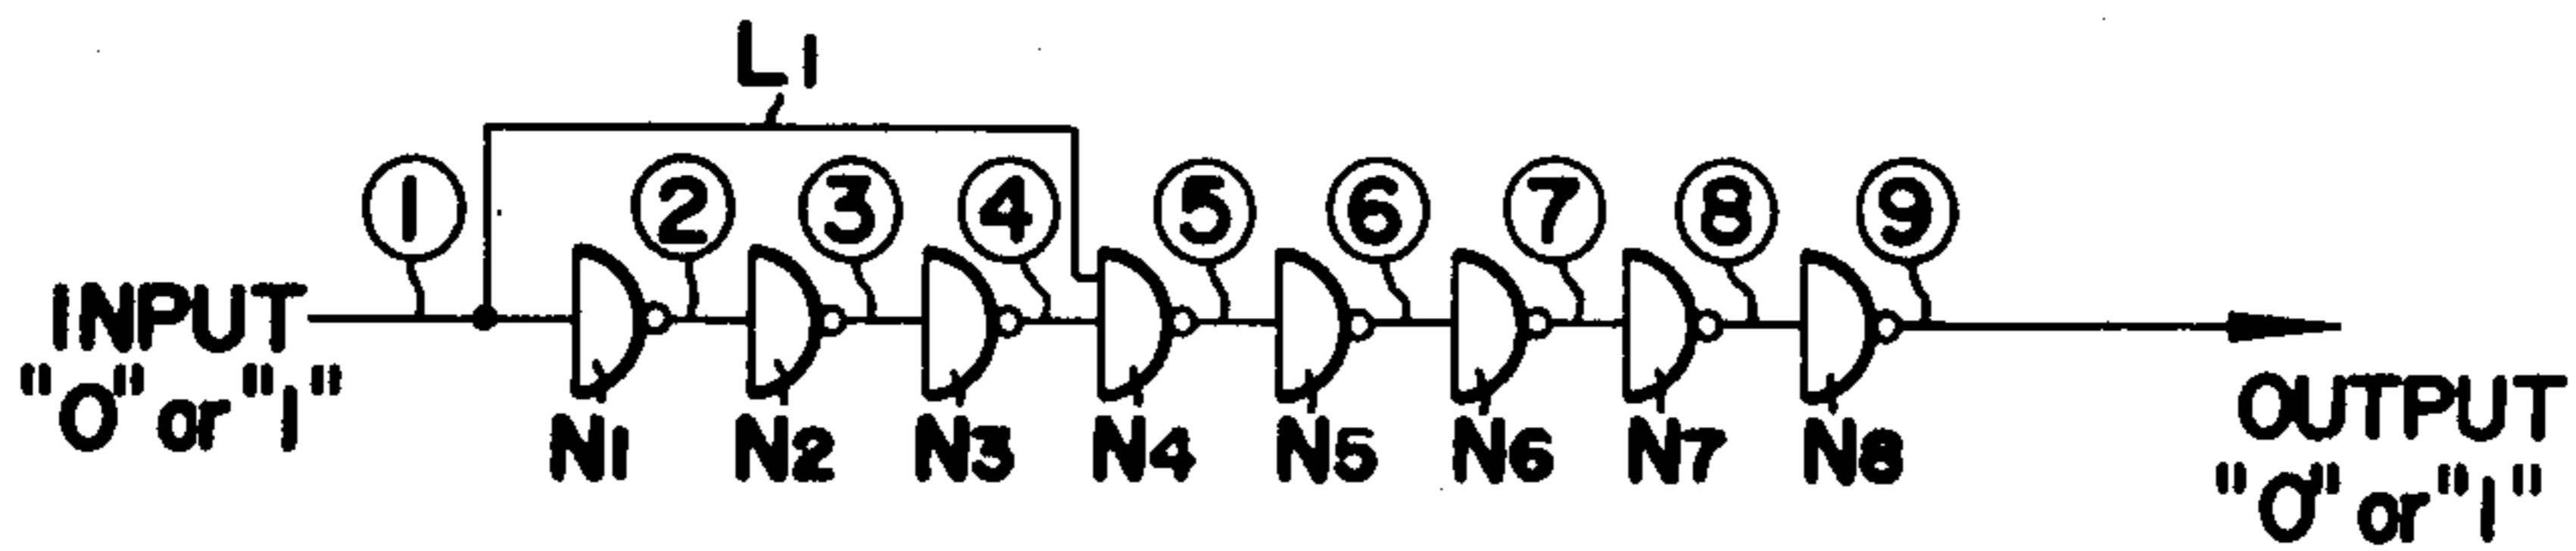 L1
① ② ③ ④ ⑤ ⑥ ⑦ ⑧ ⑨
INPUT
"0" or "1"
N1 N2 N3 N4 N5 N6 N7 N8
OUTPUT
"0" or "1"